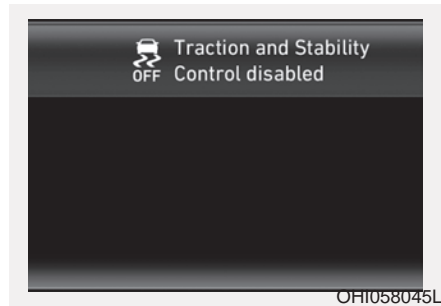 Traction and Stability
OFF Control disabled
OHI058045L